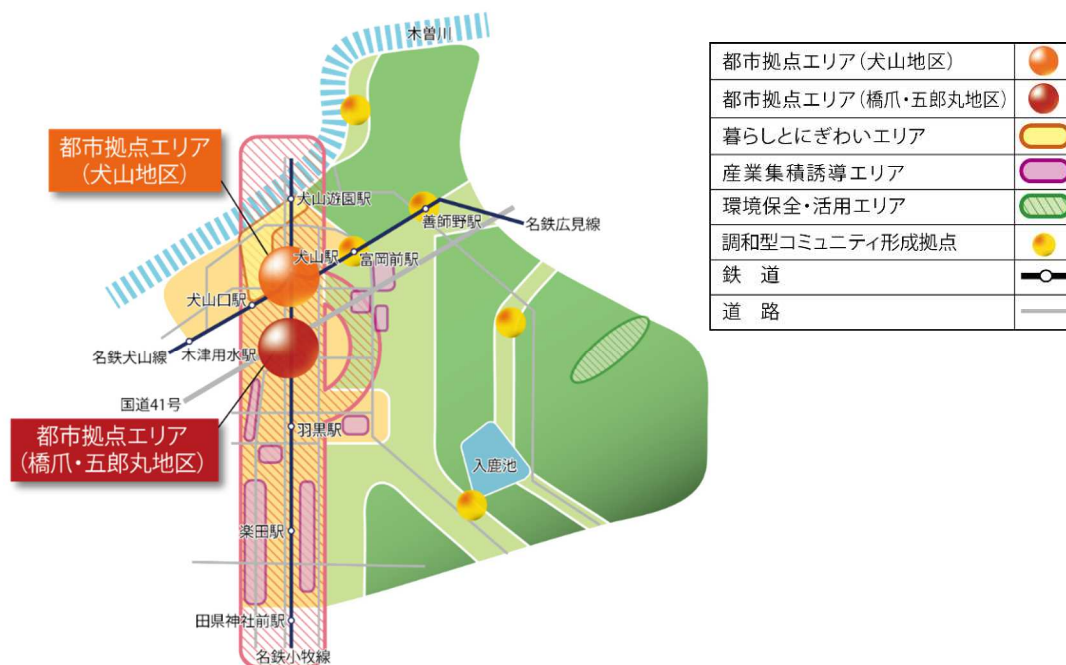 木曽川
都市拠点エリア
(犬山地区)
犬山遊園駅
善師野駅
名鉄広見線
犬山駅
富岡前駅
犬山口駅
名鉄犬山線
木津用水駅
国道41号
都市拠点エリア
(橋爪・五郎丸地区)
羽黒駅
入鹿池
楽田駅
田県神社前駅
名鉄小牧線
都市拠点エリア(犬山地区)
都市拠点エリア(橋爪・五郎丸地区)
暮らしとにぎわいエリア
産業集積誘導エリア
環境保全・活用エリア
調和型コミュニティ形成拠点
鉄 道
道 路